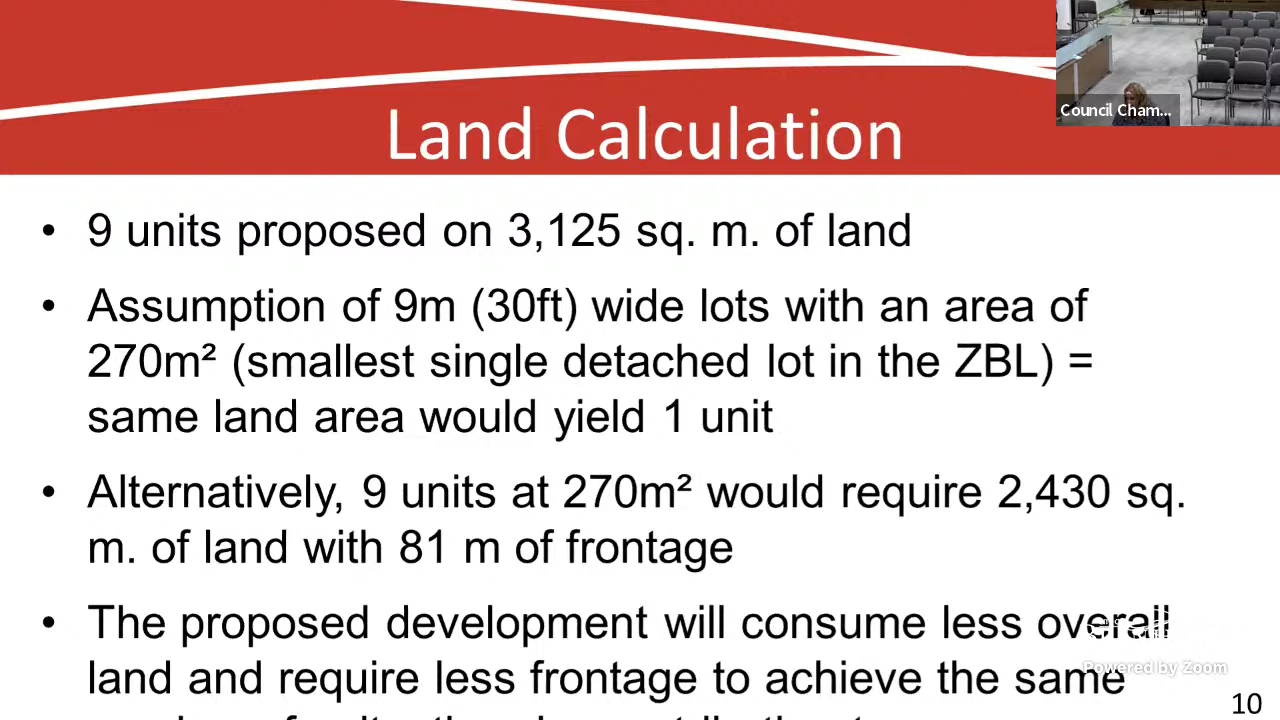 Council Cham...
Land Calculation
• 9 units proposed on 3,125 sq. m. of land
• Assumption of 9m (30ft) wide lots with an area of
270m² (smallest single detached lot in the ZBL) =
same land area would yield 1 unit
• Alternatively, 9 units at 270m² would require 2,430 sq.
m. of land with 81 m of frontage
• The proposed development will consume less overall
land and require less frontage to achieve the same
Powered by Zoom
10